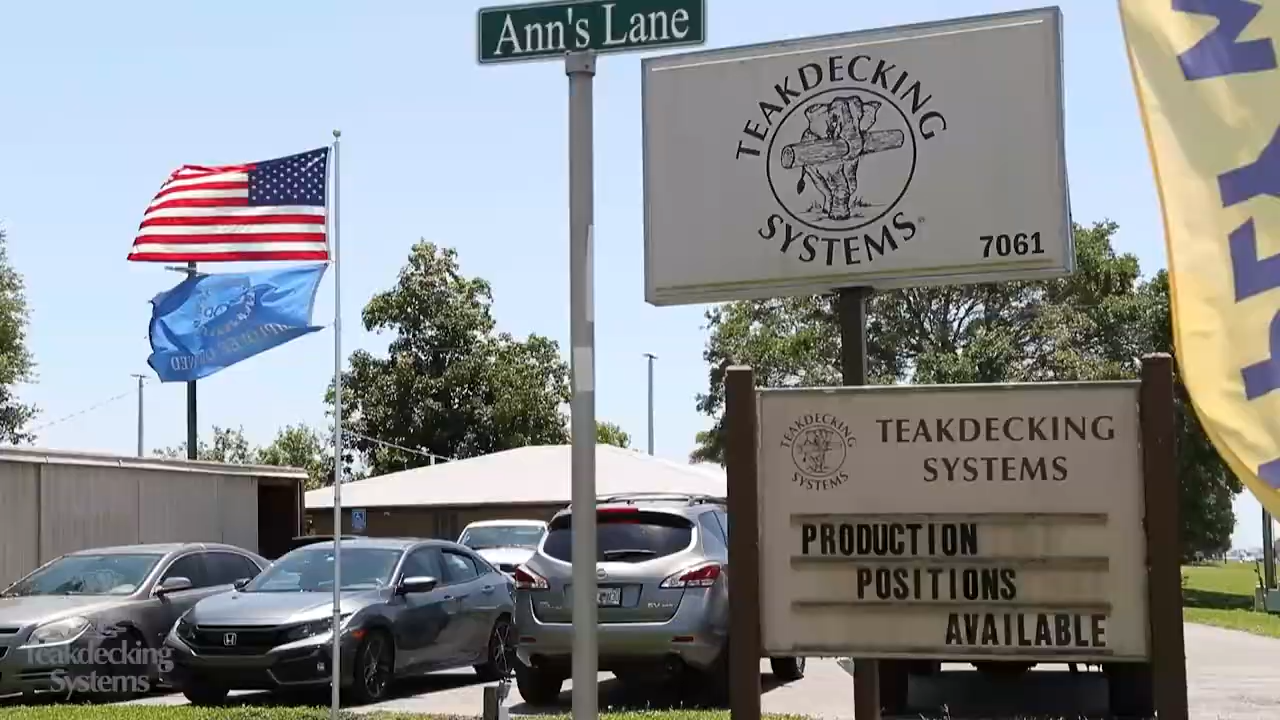 Ann's Lane
TEAKDECKING
SYSTEMS
7061
TEAKDECKING
SYSTEMS
TEAKDECKING
SYSTEMS
PRODUCTION
POSITIONS
AVAILABLE
Teakdecking
Systems